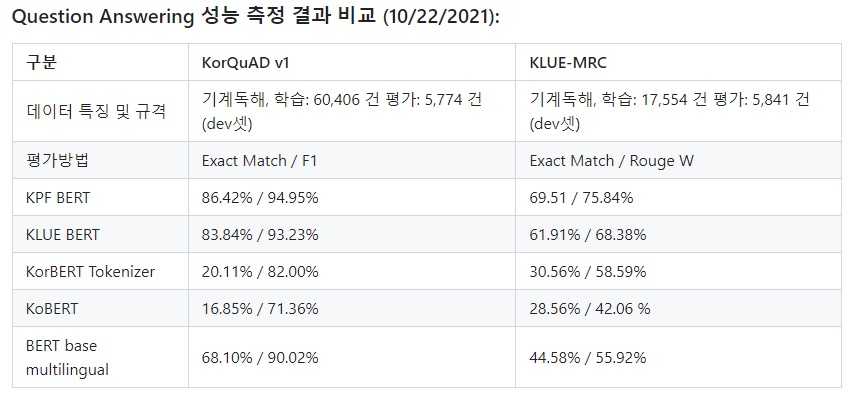 Question Answering 성능 측정 결과 비교 (10/22/2021):
구분 KorQuAD v1 KLUE-MRC
데이터 특징 및 규격 기계독해, 학습: 60,406 건 평가: 5,774 건 (dev셋) 기계독해, 학습: 17,554 건 평가: 5,841 건 (dev셋)
평가방법 Exact Match / F1 Exact Match / Rouge W
KPF BERT 86.42% / 94.95% 69.51 / 75.84%
KLUE BERT 83.84% / 93.23% 61.91% / 68.38%
KorBERT Tokenizer 20.11% / 82.00% 30.56% / 58.59%
KoBERT 16.85% / 71.36% 28.56% / 42.06 %
BERT base multilingual 68.10% / 90.02% 44.58% / 55.92%